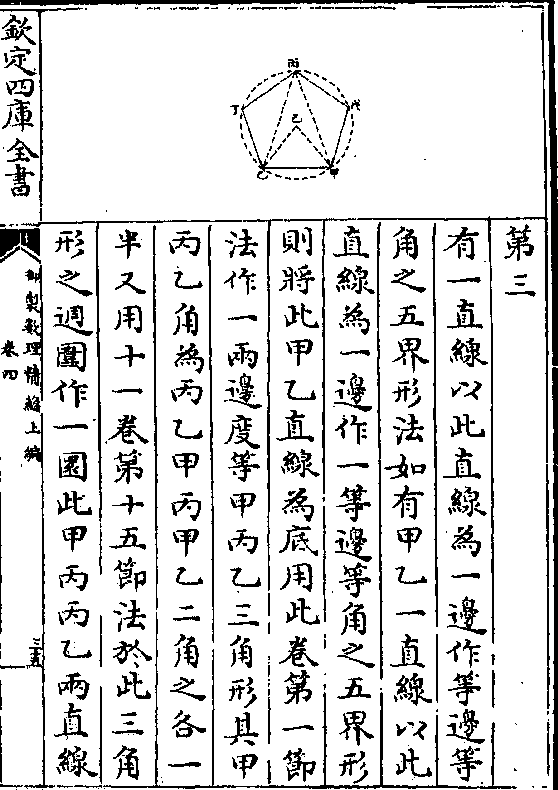 第三
有一直線以此直線為一邊作等邊等
角之五界形法如有甲乙一直線以此
直線為一邊作一等邊等角之五界形
則將此甲乙直線為底用此卷第一節
法作一兩邊度等甲丙乙三角形其甲
丙乙角為丙乙甲丙甲乙二角之各一
半又用十一卷第十五節法於此三角
形之週圍作一圜此甲丙丙乙兩直線
丙
丁
戊
己
乙
甲
欽定四庫全書
御製數理精蘊上編
卷四
三五